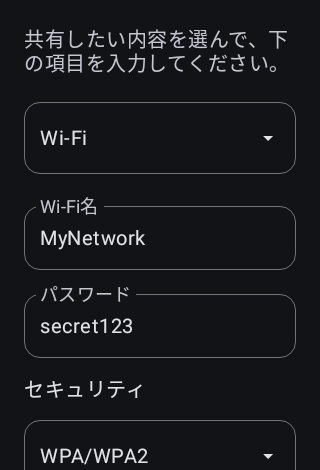 共有したい内容を選んで、下
の項目を入力してください。
Wi-Fi
Wi-Fi名
MyNetwork
パスワード
secret123
セキュリティ
WPA/WPA2